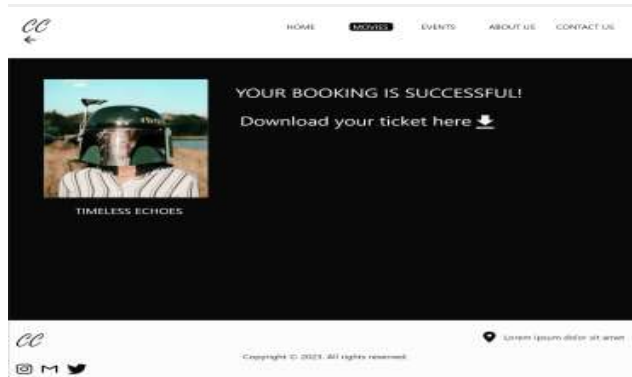 CC
HOME MOVIES EVENTS ABOUT US CONTACT US
YOUR BOOKING IS SUCCESSFUL!
Download your ticket here
TIMELESS ECHOES
CC
Lorem ipsum dolor sit amet
Copyright © 2023. All rights reserved.